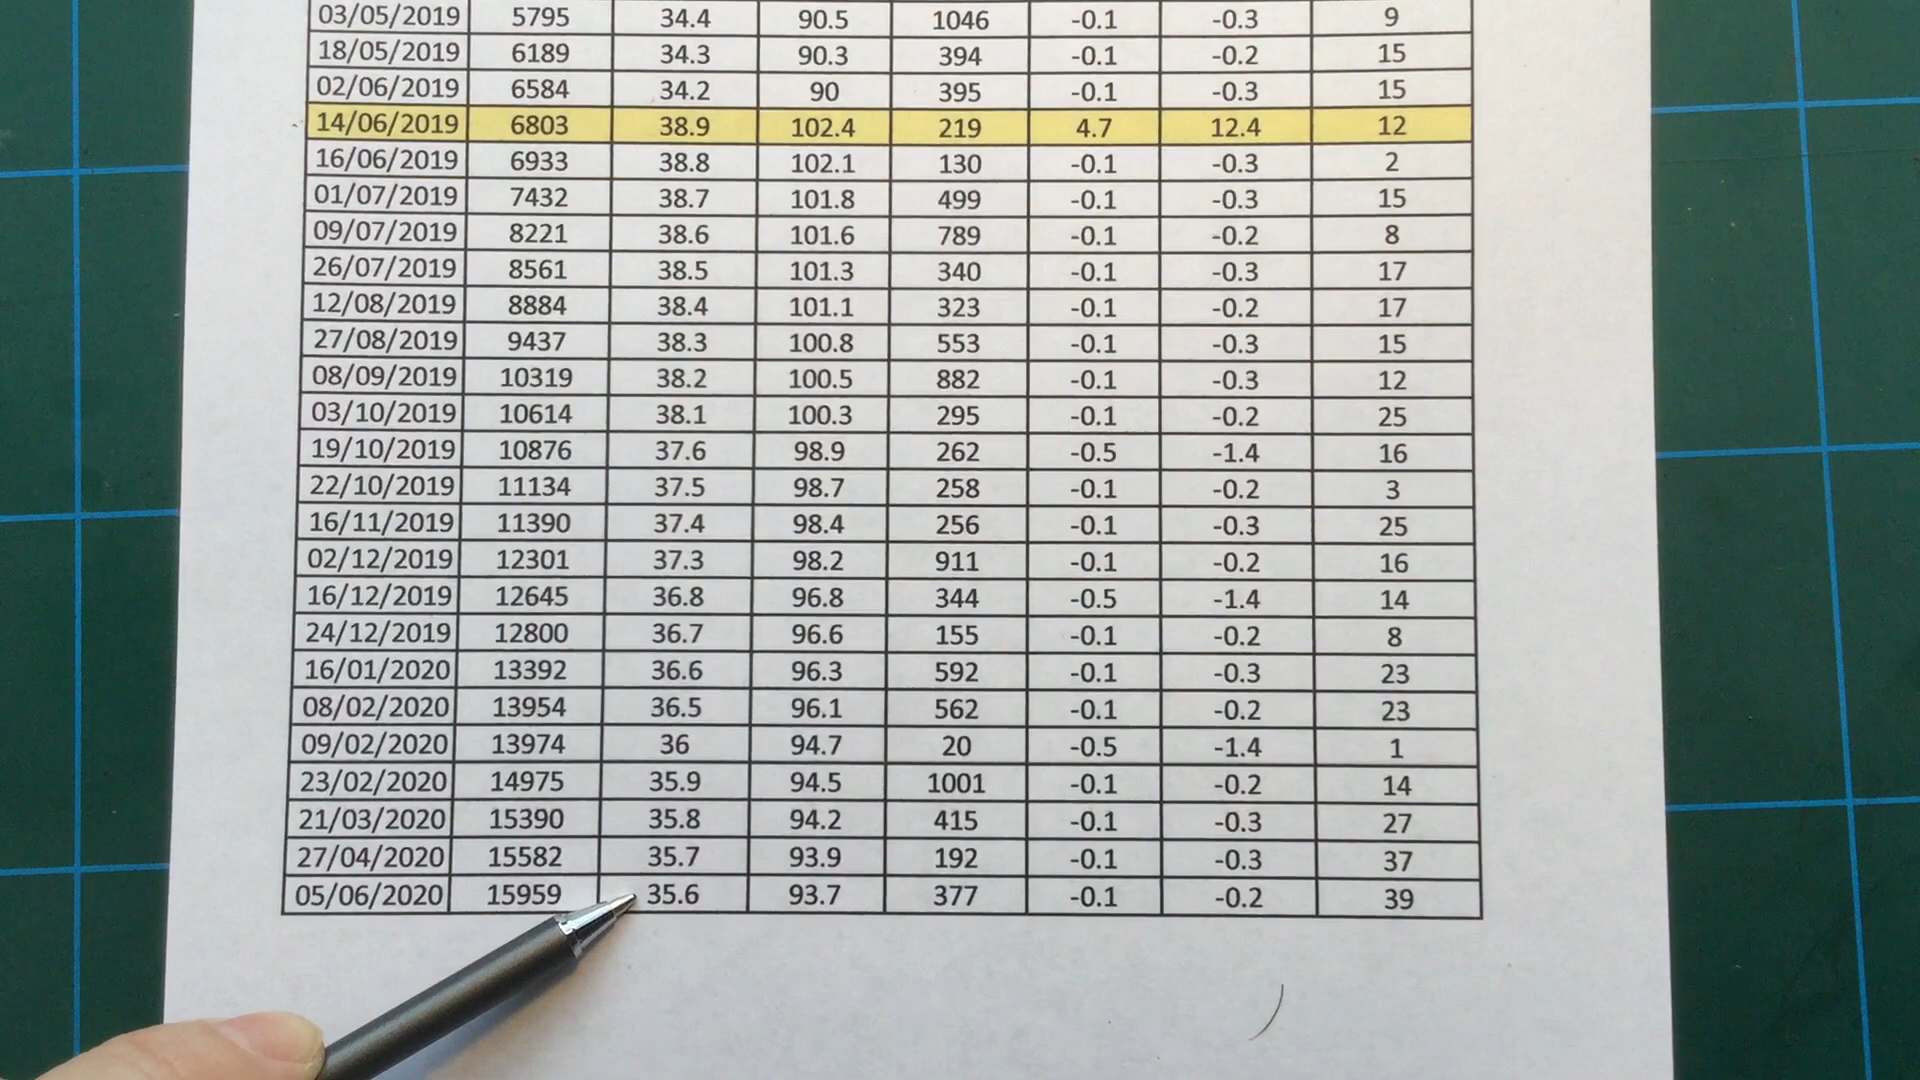 03/05/2019 5795 34.4 90.5 1046 -0.1 -0.3 9
18/05/2019 6189 34.3 90.3 394 -0.1 -0.2 15
02/06/2019 6584 34.2 90 395 -0.1 -0.3 15
14/06/2019 6803 38.9 102.4 219 4.7 12.4 12
16/06/2019 6933 38.8 102.1 130 -0.1 -0.3 2
01/07/2019 7432 38.7 101.8 499 -0.1 -0.3 15
09/07/2019 8221 38.6 101.6 789 -0.1 -0.2 8
26/07/2019 8561 38.5 101.3 340 -0.1 -0.3 17
12/08/2019 8884 38.4 101.1 323 -0.1 -0.2 17
27/08/2019 9437 38.3 100.8 553 -0.1 -0.3 15
08/09/2019 10319 38.2 100.5 882 -0.1 -0.3 12
03/10/2019 10614 38.1 100.3 295 -0.1 -0.2 25
19/10/2019 10876 37.6 98.9 262 -0.5 -1.4 16
22/10/2019 11134 37.5 98.7 258 -0.1 -0.2 3
16/11/2019 11390 37.4 98.4 256 -0.1 -0.3 25
02/12/2019 12301 37.3 98.2 911 -0.1 -0.2 16
16/12/2019 12645 36.8 96.8 344 -0.5 -1.4 14
24/12/2019 12800 36.7 96.6 155 -0.1 -0.2 8
16/01/2020 13392 36.6 96.3 592 -0.1 -0.3 23
08/02/2020 13954 36.5 96.1 562 -0.1 -0.2 23
09/02/2020 13974 36 94.7 20 -0.5 -1.4 1
23/02/2020 14975 35.9 94.5 1001 -0.1 -0.2 14
21/03/2020 15390 35.8 94.2 415 -0.1 -0.3 27
27/04/2020 15582 35.7 93.9 192 -0.1 -0.3 37
05/06/2020 15959 35.6 93.7 377 -0.1 -0.2 39